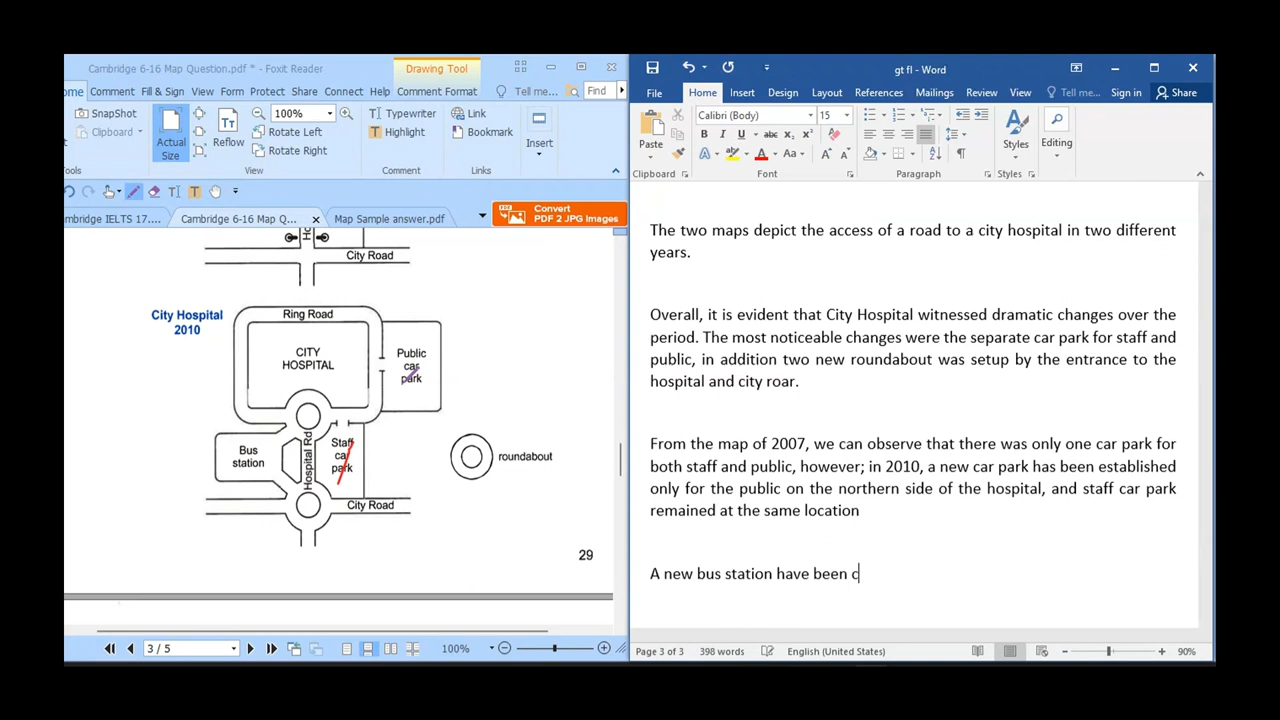 Cambridge 6-16 Map Question.pdf * - Foxit Reader
Drawing Tool
ome Comment Fill & Sign View Form Protect Share Connect Help Comment Format Tell me... Find
SnapShot
Clipboard
Actual Size
Reflow
100%
Rotate Left
Rotate Right
Typewriter
Highlight
Link
Bookmark
Insert
Tools View Comment Links
mbridge IELTS 17.... Cambridge 6-16 Map Q... Map Sample answer.pdf
Convert
PDF 2 JPG Images
City Road
City Hospital
2010
Ring Road
CITY
HOSPITAL
Public
car
park
Bus
station
Hospital Rd
Staff
car
park
roundabout
City Road
29
3 / 5
100%
gt fl - Word
File Home Insert Design Layout References Mailings Review View Tell me... Sign in Share
Paste
Calibri (Body) 15
B I U abc x₂ x²
A A Aa A A
Styles
Editing
Clipboard Font Paragraph Styles
The two maps depict the access of a road to a city hospital in two different
years.
Overall, it is evident that City Hospital witnessed dramatic changes over the
period. The most noticeable changes were the separate car park for staff and
public, in addition two new roundabout was setup by the entrance to the
hospital and city roar.
From the map of 2007, we can observe that there was only one car park for
both staff and public, however; in 2010, a new car park has been established
only for the public on the northern side of the hospital, and staff car park
remained at the same location
A new bus station have been c
Page 3 of 3 398 words English (United States) 90%